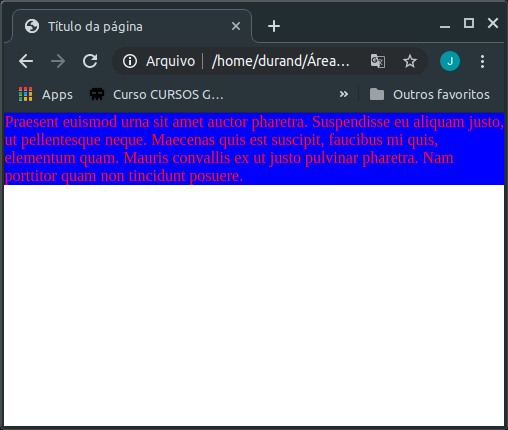 Título da página
Arquivo | /home/durand/Área...
J
Apps
Curso CURSOS G...
»
Outros favoritos
Praesent euismod urna sit amet auctor pharetra. Suspendisse eu aliquam justo,
ut pellentesque neque. Maecenas quis est suscipit, faucibus mi quis,
elementum quam. Mauris convallis ex ut justo pulvinar pharetra. Nam
porttitor quam non tincidunt posuere.